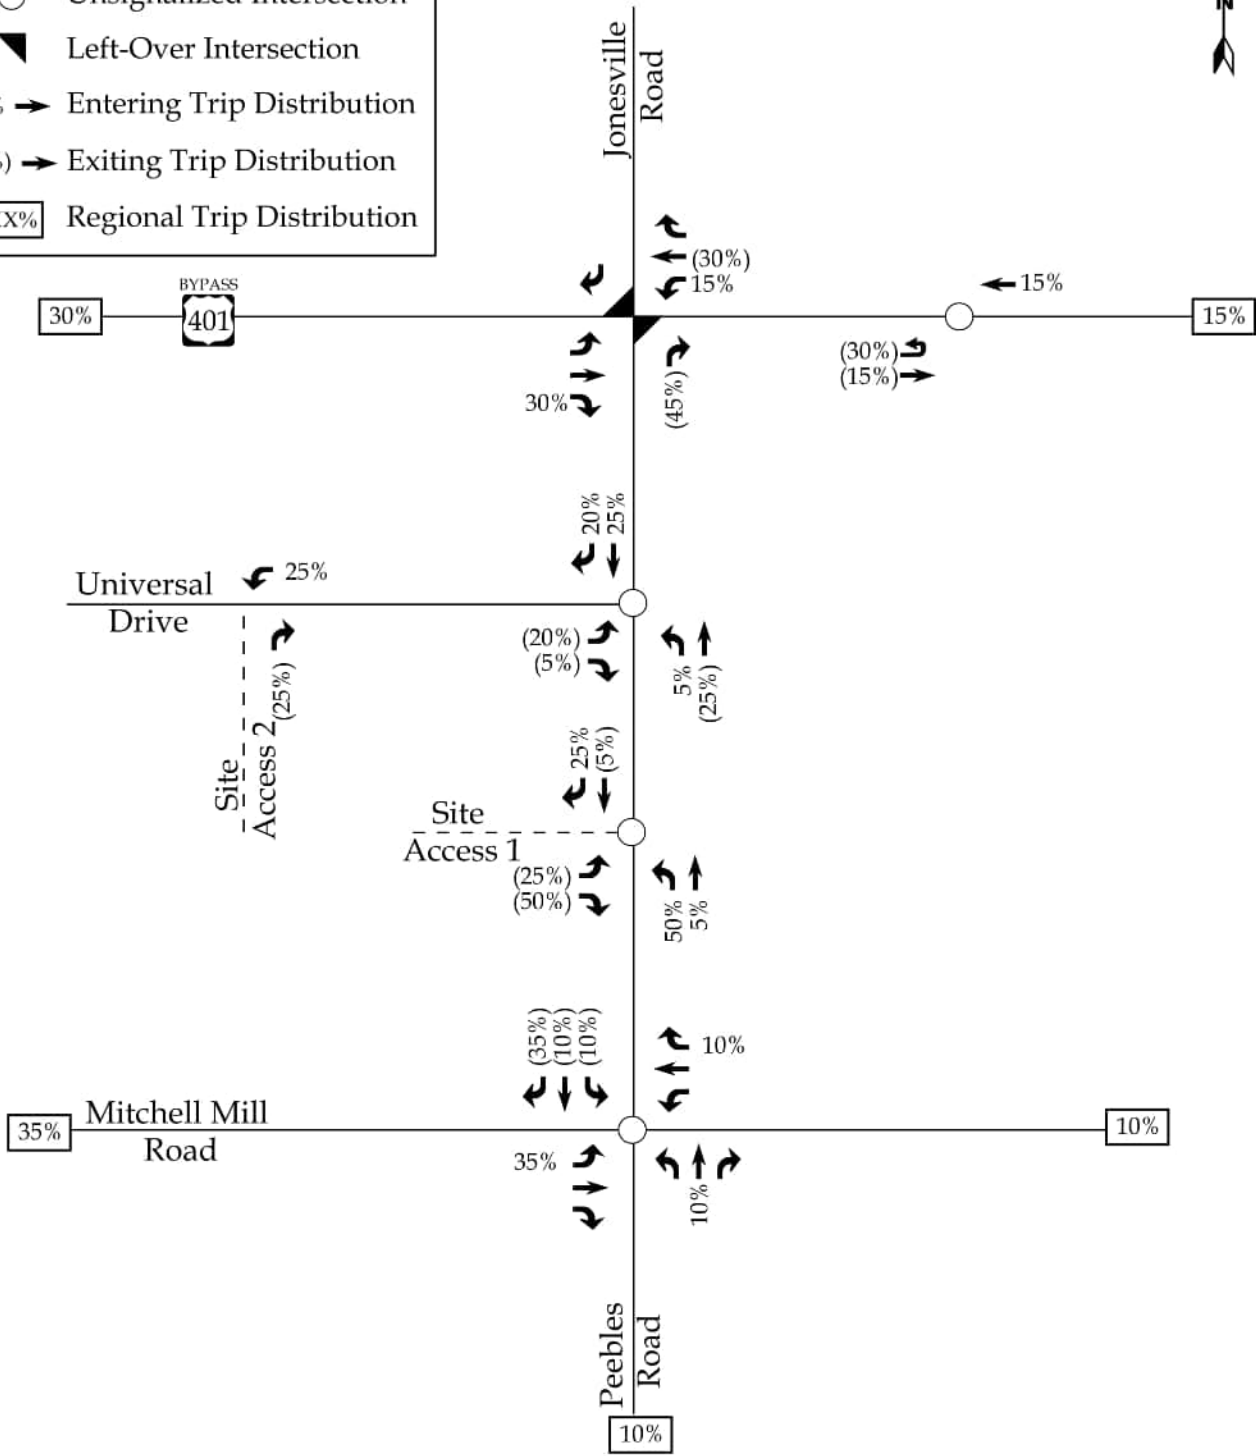 Unsignalized Intersection
Left-Over Intersection
Entering Trip Distribution
Exiting Trip Distribution
X% Regional Trip Distribution
N
Jonesville
Road
(30%)
15%
BYPASS
401
30%
15%
15%
30%
(45%)
(30%)
(15%)
20%
25%
Universal
Drive
25%
(20%)
(5%)
5%
(25%)
(25%)
Site
Access 2
25%
(5%)
Site
Access 1
(25%)
(50%)
50%
5%
(35%)
(10%)
(10%)
10%
Mitchell Mill
Road
35%
10%
35%
10%
Peebles
Road
10%